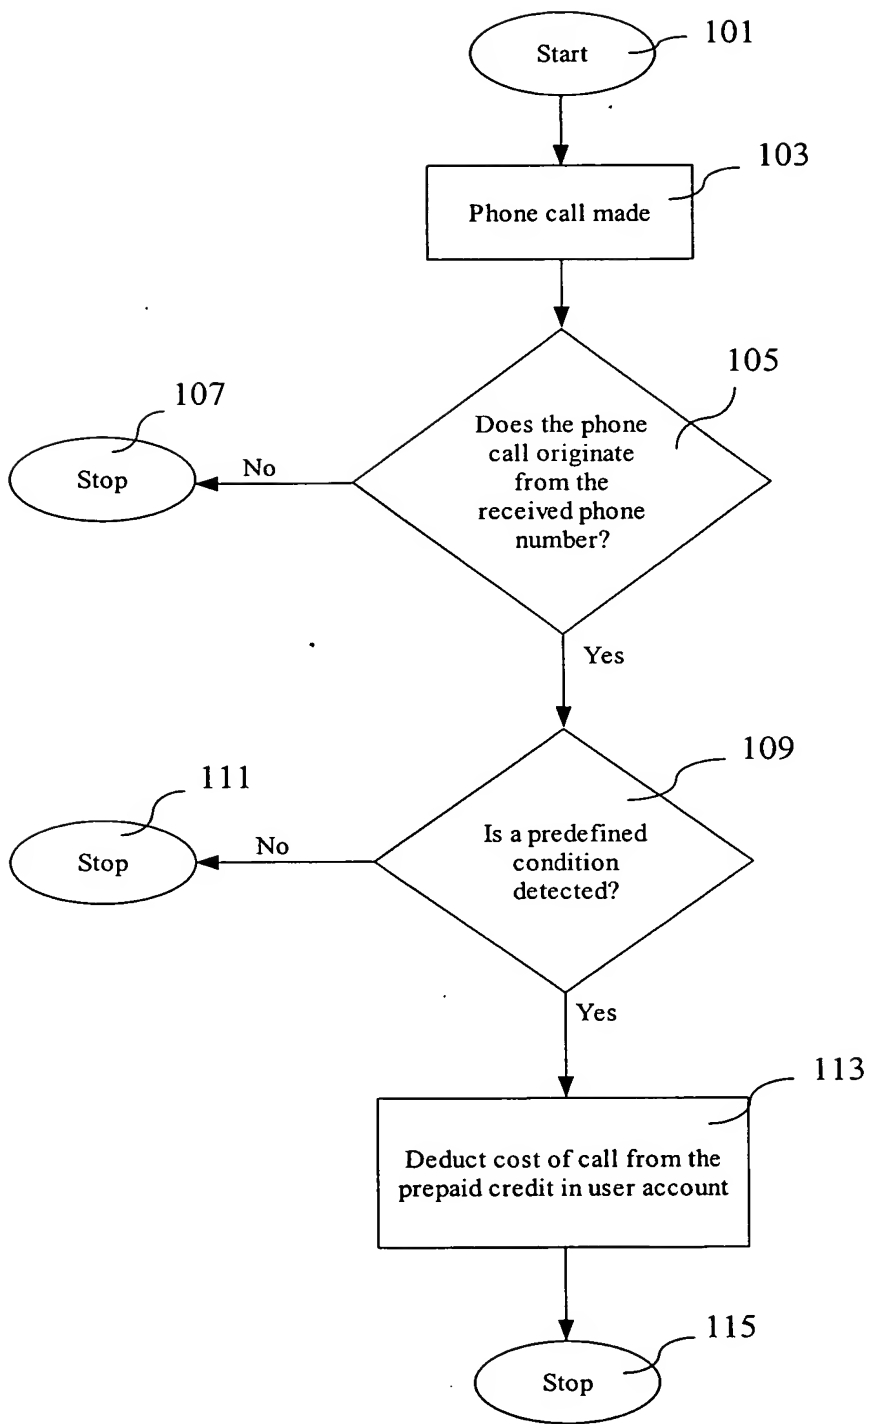 Start
101
103
Phone call made
105
107
Does the phone
call originate
from the
received phone
number?
Stop
No
Yes
109
111
Is a predefined
condition
detected?
Stop
No
Yes
113
Deduct cost of call from the
prepaid credit in user account
115
Stop